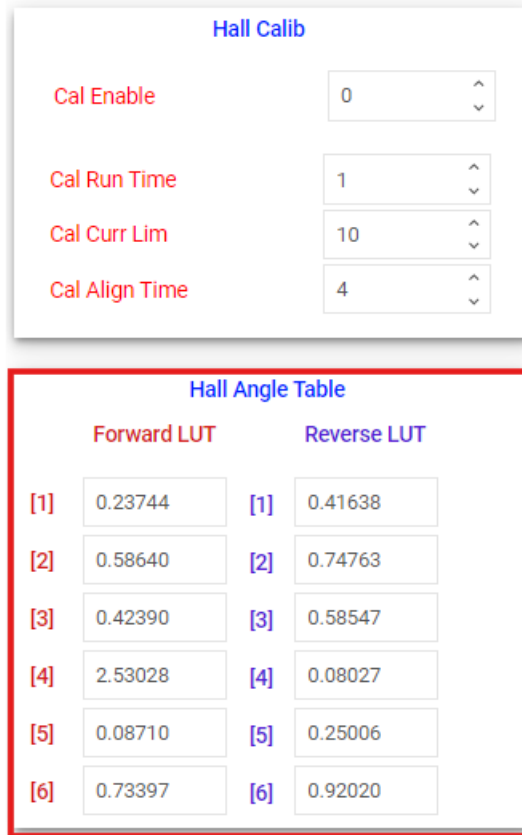 Hall Calib
Cal Enable 0
Cal Run Time 1
Cal Curr Lim 10
Cal Align Time 4
Hall Angle Table
Forward LUT Reverse LUT
[1] 0.23744 [1] 0.41638
[2] 0.58640 [2] 0.74763
[3] 0.42390 [3] 0.58547
[4] 2.53028 [4] 0.08027
[5] 0.08710 [5] 0.25006
[6] 0.73397 [6] 0.92020